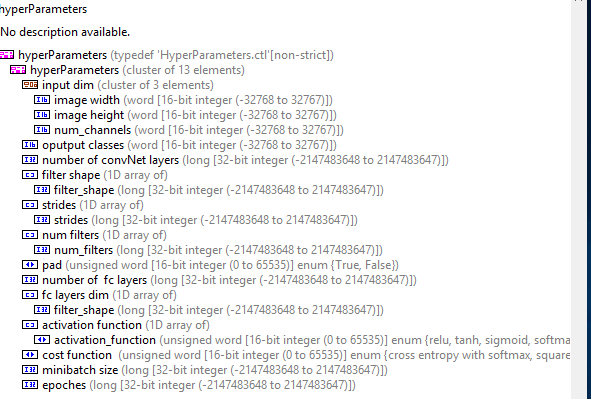 hyperParameters
No description available.
hyperParameters (typedef 'HyperParameters.ctl'[non-strict])
hyperParameters (cluster of 13 elements)
input dim (cluster of 3 elements)
image width (word [16-bit integer (-32768 to 32767)])
image height (word [16-bit integer (-32768 to 32767)])
num_channels (word [16-bit integer (-32768 to 32767)])
oputput classes (word [16-bit integer (-32768 to 32767)])
number of convNet layers (long [32-bit integer (-2147483648 to 2147483647)])
filter shape (1D array of)
filter_shape (long [32-bit integer (-2147483648 to 2147483647)])
strides (1D array of)
strides (long [32-bit integer (-2147483648 to 2147483647)])
num filters (1D array of)
num_filters (long [32-bit integer (-2147483648 to 2147483647)])
pad (unsigned word [16-bit integer (0 to 65535)] enum {True, False})
number of  fc layers (long [32-bit integer (-2147483648 to 2147483647)])
fc layers dim (1D array of)
filter_shape (long [32-bit integer (-2147483648 to 2147483647)])
activation function (1D array of)
activation_function (unsigned word [16-bit integer (0 to 65535)] enum {relu, tanh, sigmoid, softma
cost function  (unsigned word [16-bit integer (0 to 65535)] enum {cross entropy with softmax, square
minibatch size (long [32-bit integer (-2147483648 to 2147483647)])
epoches (long [32-bit integer (-2147483648 to 2147483647)])